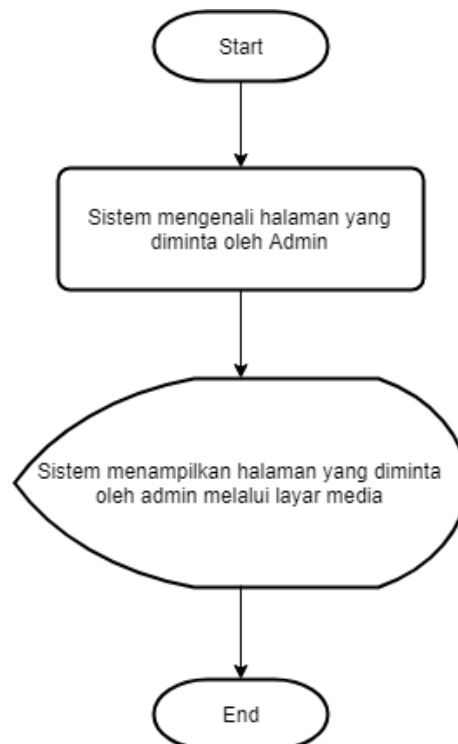 Start
Sistem mengenali halaman yang
diminta oleh Admin
Sistem menampilkan halaman yang diminta
oleh admin melalui layar media
End